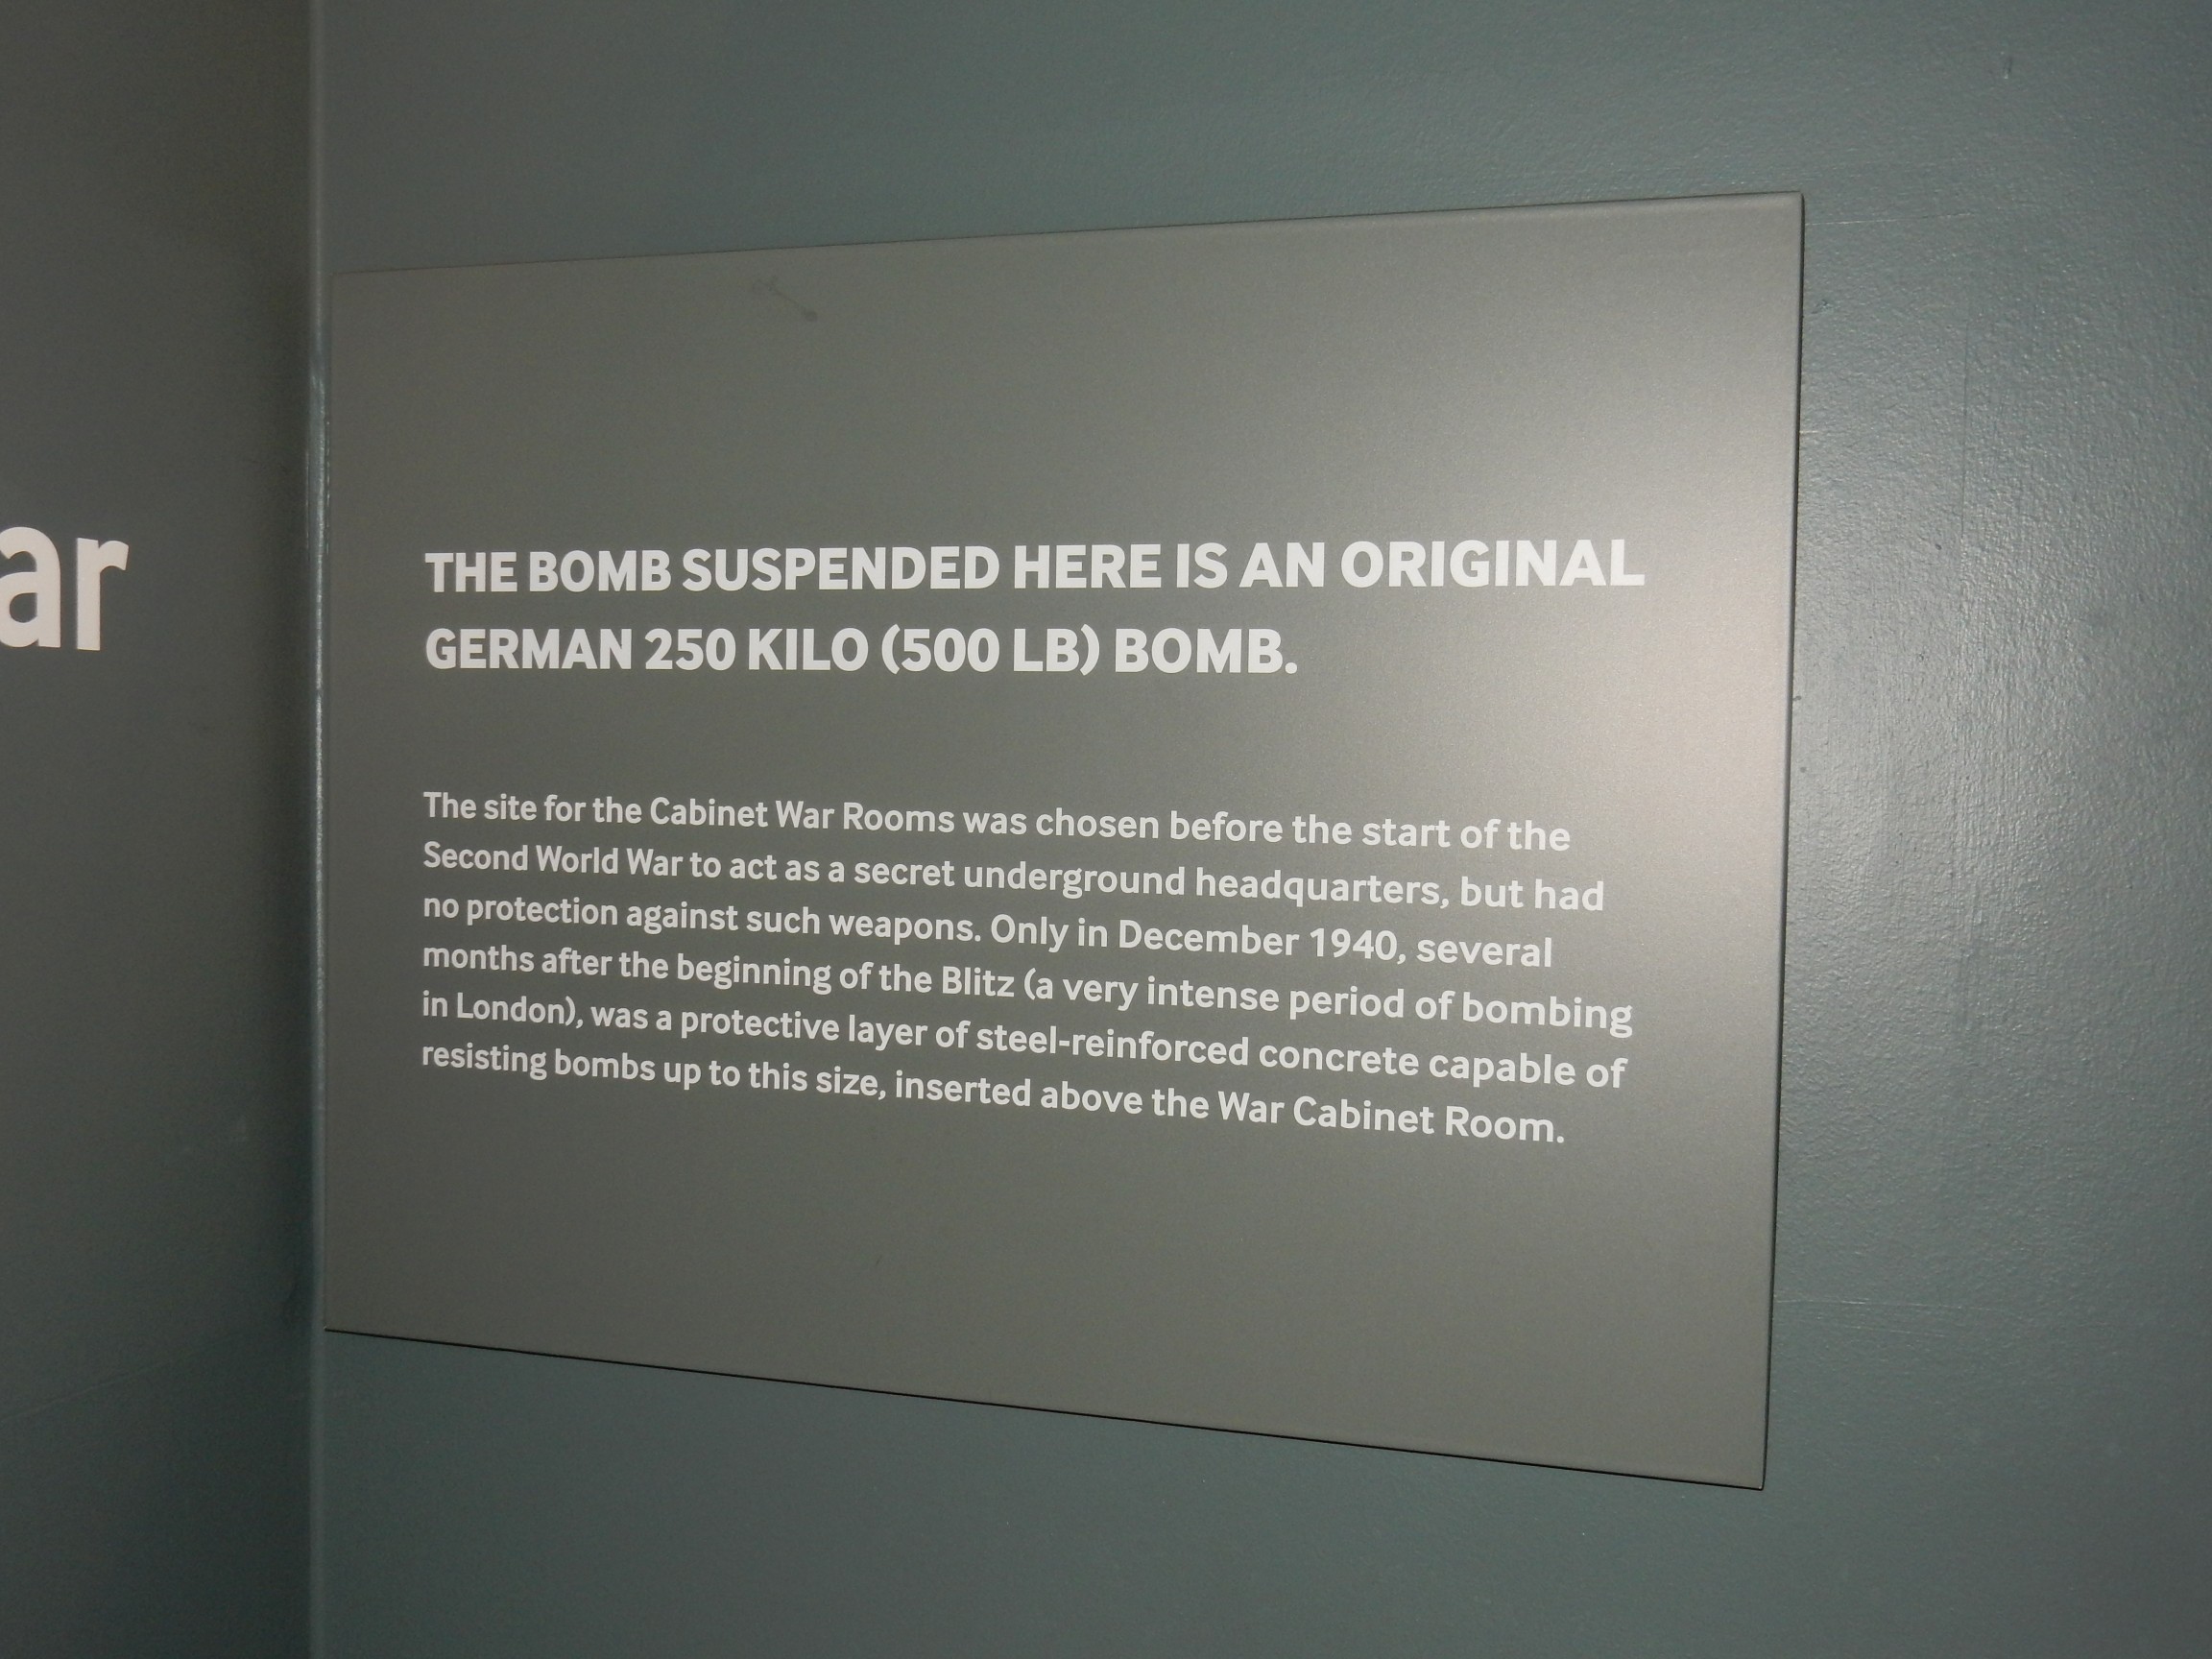 THE BOMB SUSPENDED HERE IS AN ORIGINAL
GERMAN 250 KILO (500 LB) BOMB.
The site for the Cabinet War Rooms was chosen before the start of the
Second World War to act as a secret underground headquarters, but had
no protection against such weapons. Only in December 1940, several
months after the beginning of the Blitz (a very intense period of bombing
in London), was a protective layer of steel-reinforced concrete capable of
resisting bombs up to this size, inserted above the War Cabinet Room.